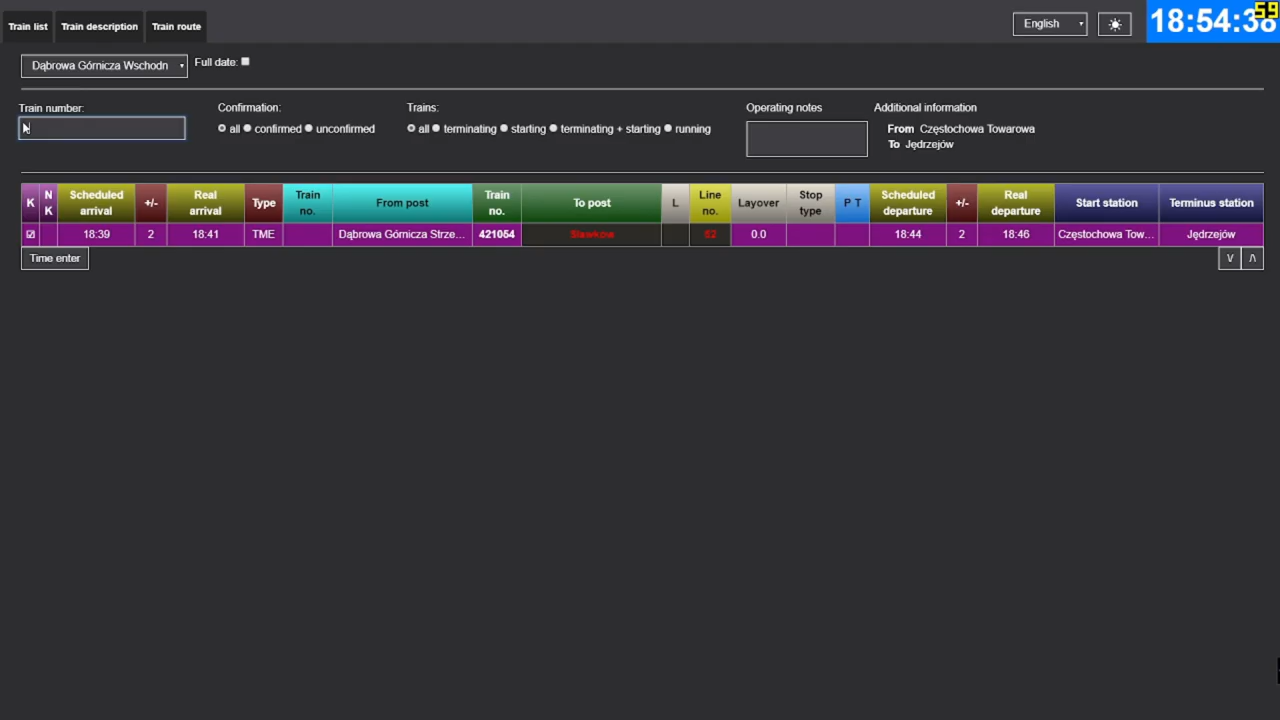 Train list
Train description
Train route
English
59
18:54:38
Dąbrowa Górnicza Wschodn
Full date:
Train number:
Confirmation:
all
confirmed
unconfirmed
Trains:
all
terminating
starting
terminating + starting
running
Operating notes
Additional information
From Częstochowa Towarowa
To Jędrzejów
K
N
K
Scheduled
arrival
+/-
Real
arrival
Type
Train
no.
From post
Train
no.
To post
L
Line
no.
Layover
Stop
type
P T
Scheduled
departure
+/-
Real
departure
Start station
Terminus station
18:39
2
18:41
TME
Dąbrowa Górnicza Strze...
421054
Sławków
62
0.0
18:44
2
18:46
Częstochowa Tow...
Jędrzejów
Time enter
\/
/\